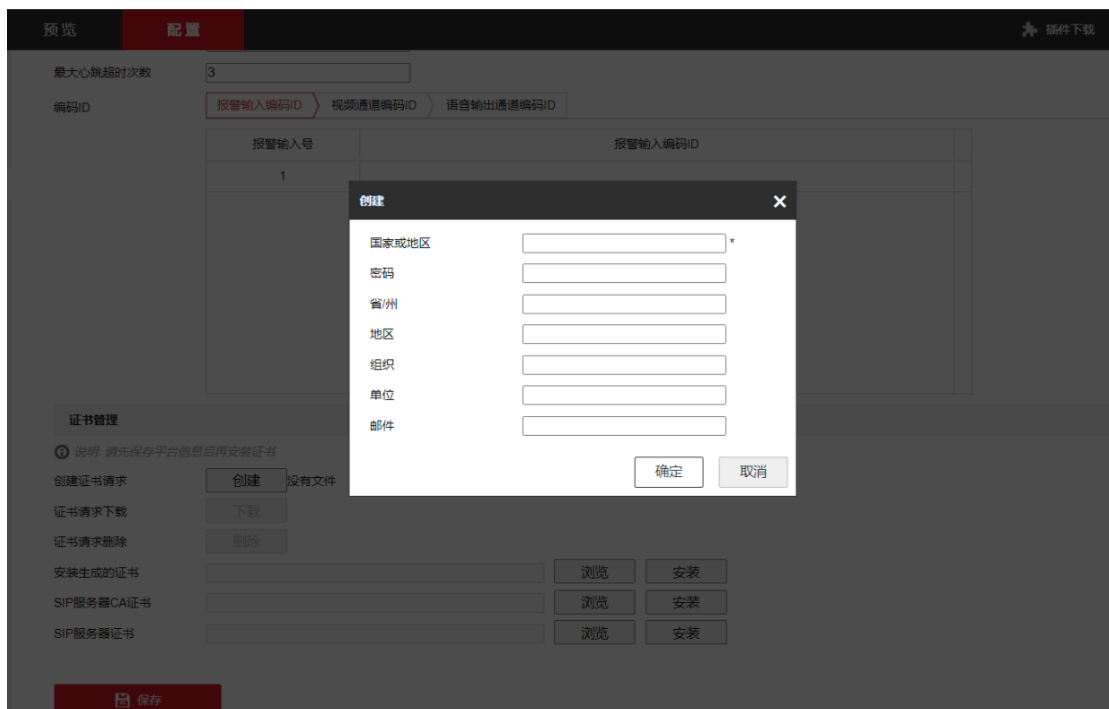 预览 配置 插件下载
最大心跳超时次数 3
编码ID 报警输入编码ID 视频通道编码ID 语音输出通道编码ID
报警输入号 报警输入编码ID
1
创建
国家或地区 *
密码
省/州
地区
组织
单位
邮件
确定 取消
证书管理
说明: 请先保存平台信息后再安装证书
创建证书请求 创建 没有文件
证书请求下载 下载
证书请求删除 删除
安装生成的证书 浏览 安装
SIP服务器CA证书 浏览 安装
SIP服务器证书 浏览 安装
保存